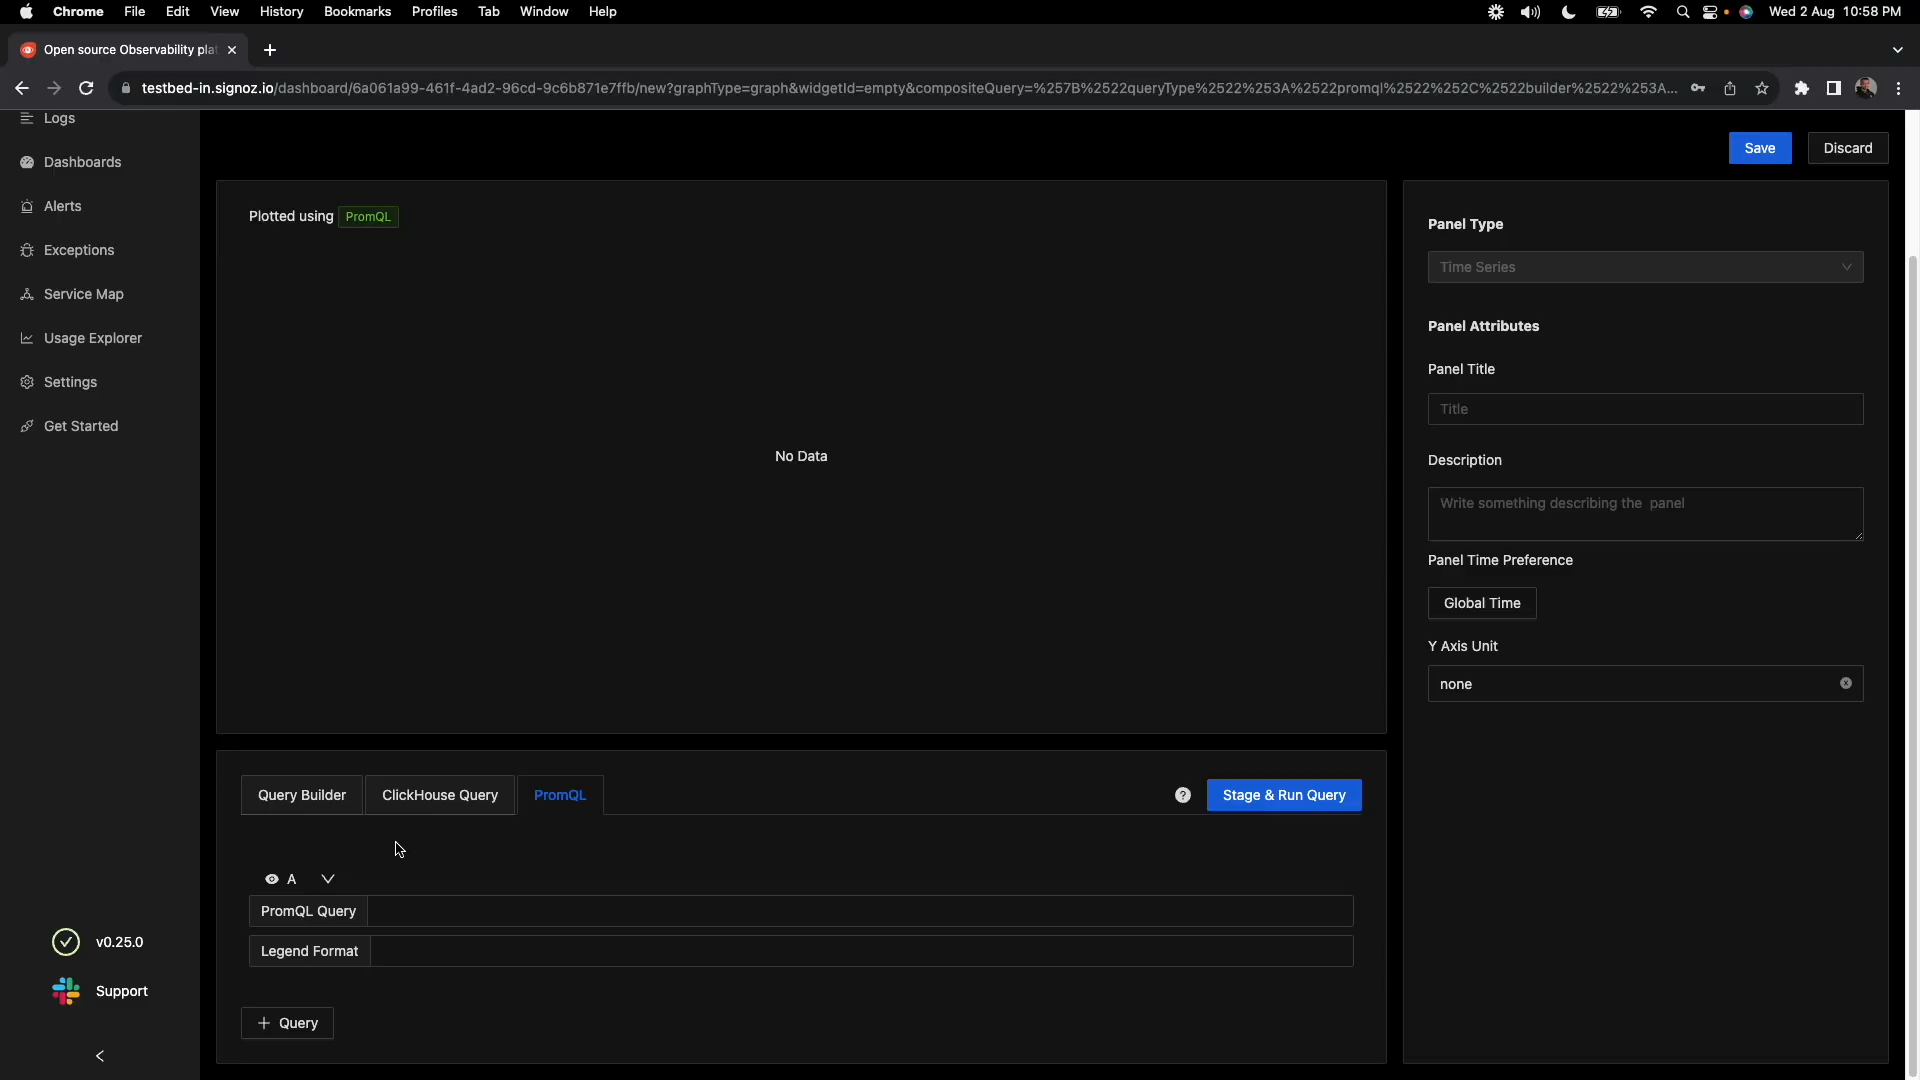 Chrome File Edit View History Bookmarks Profiles Tab Window Help Wed 2 Aug 10:58 PM
Open source Observability plat
testbed-in.signoz.io/dashboard/6a061a99-461f-4ad2-96cd-9c6b871e7ffb/new?graphType=graph&widgetId=empty&compositeQuery=%257B%2522queryType%2522%253A%2522promql%2522%252C%2522builder%2522%253A...
Logs
Dashboards
Alerts
Exceptions
Service Map
Usage Explorer
Settings
Get Started
v0.25.0
Support
Save Discard
Plotted using PromQL
No Data
Panel Type
Time Series
Panel Attributes
Panel Title
Title
Description
Write something describing the panel
Panel Time Preference
Global Time
Y Axis Unit
none
Query Builder ClickHouse Query PromQL ? Stage & Run Query
A
PromQL Query
Legend Format
+ Query